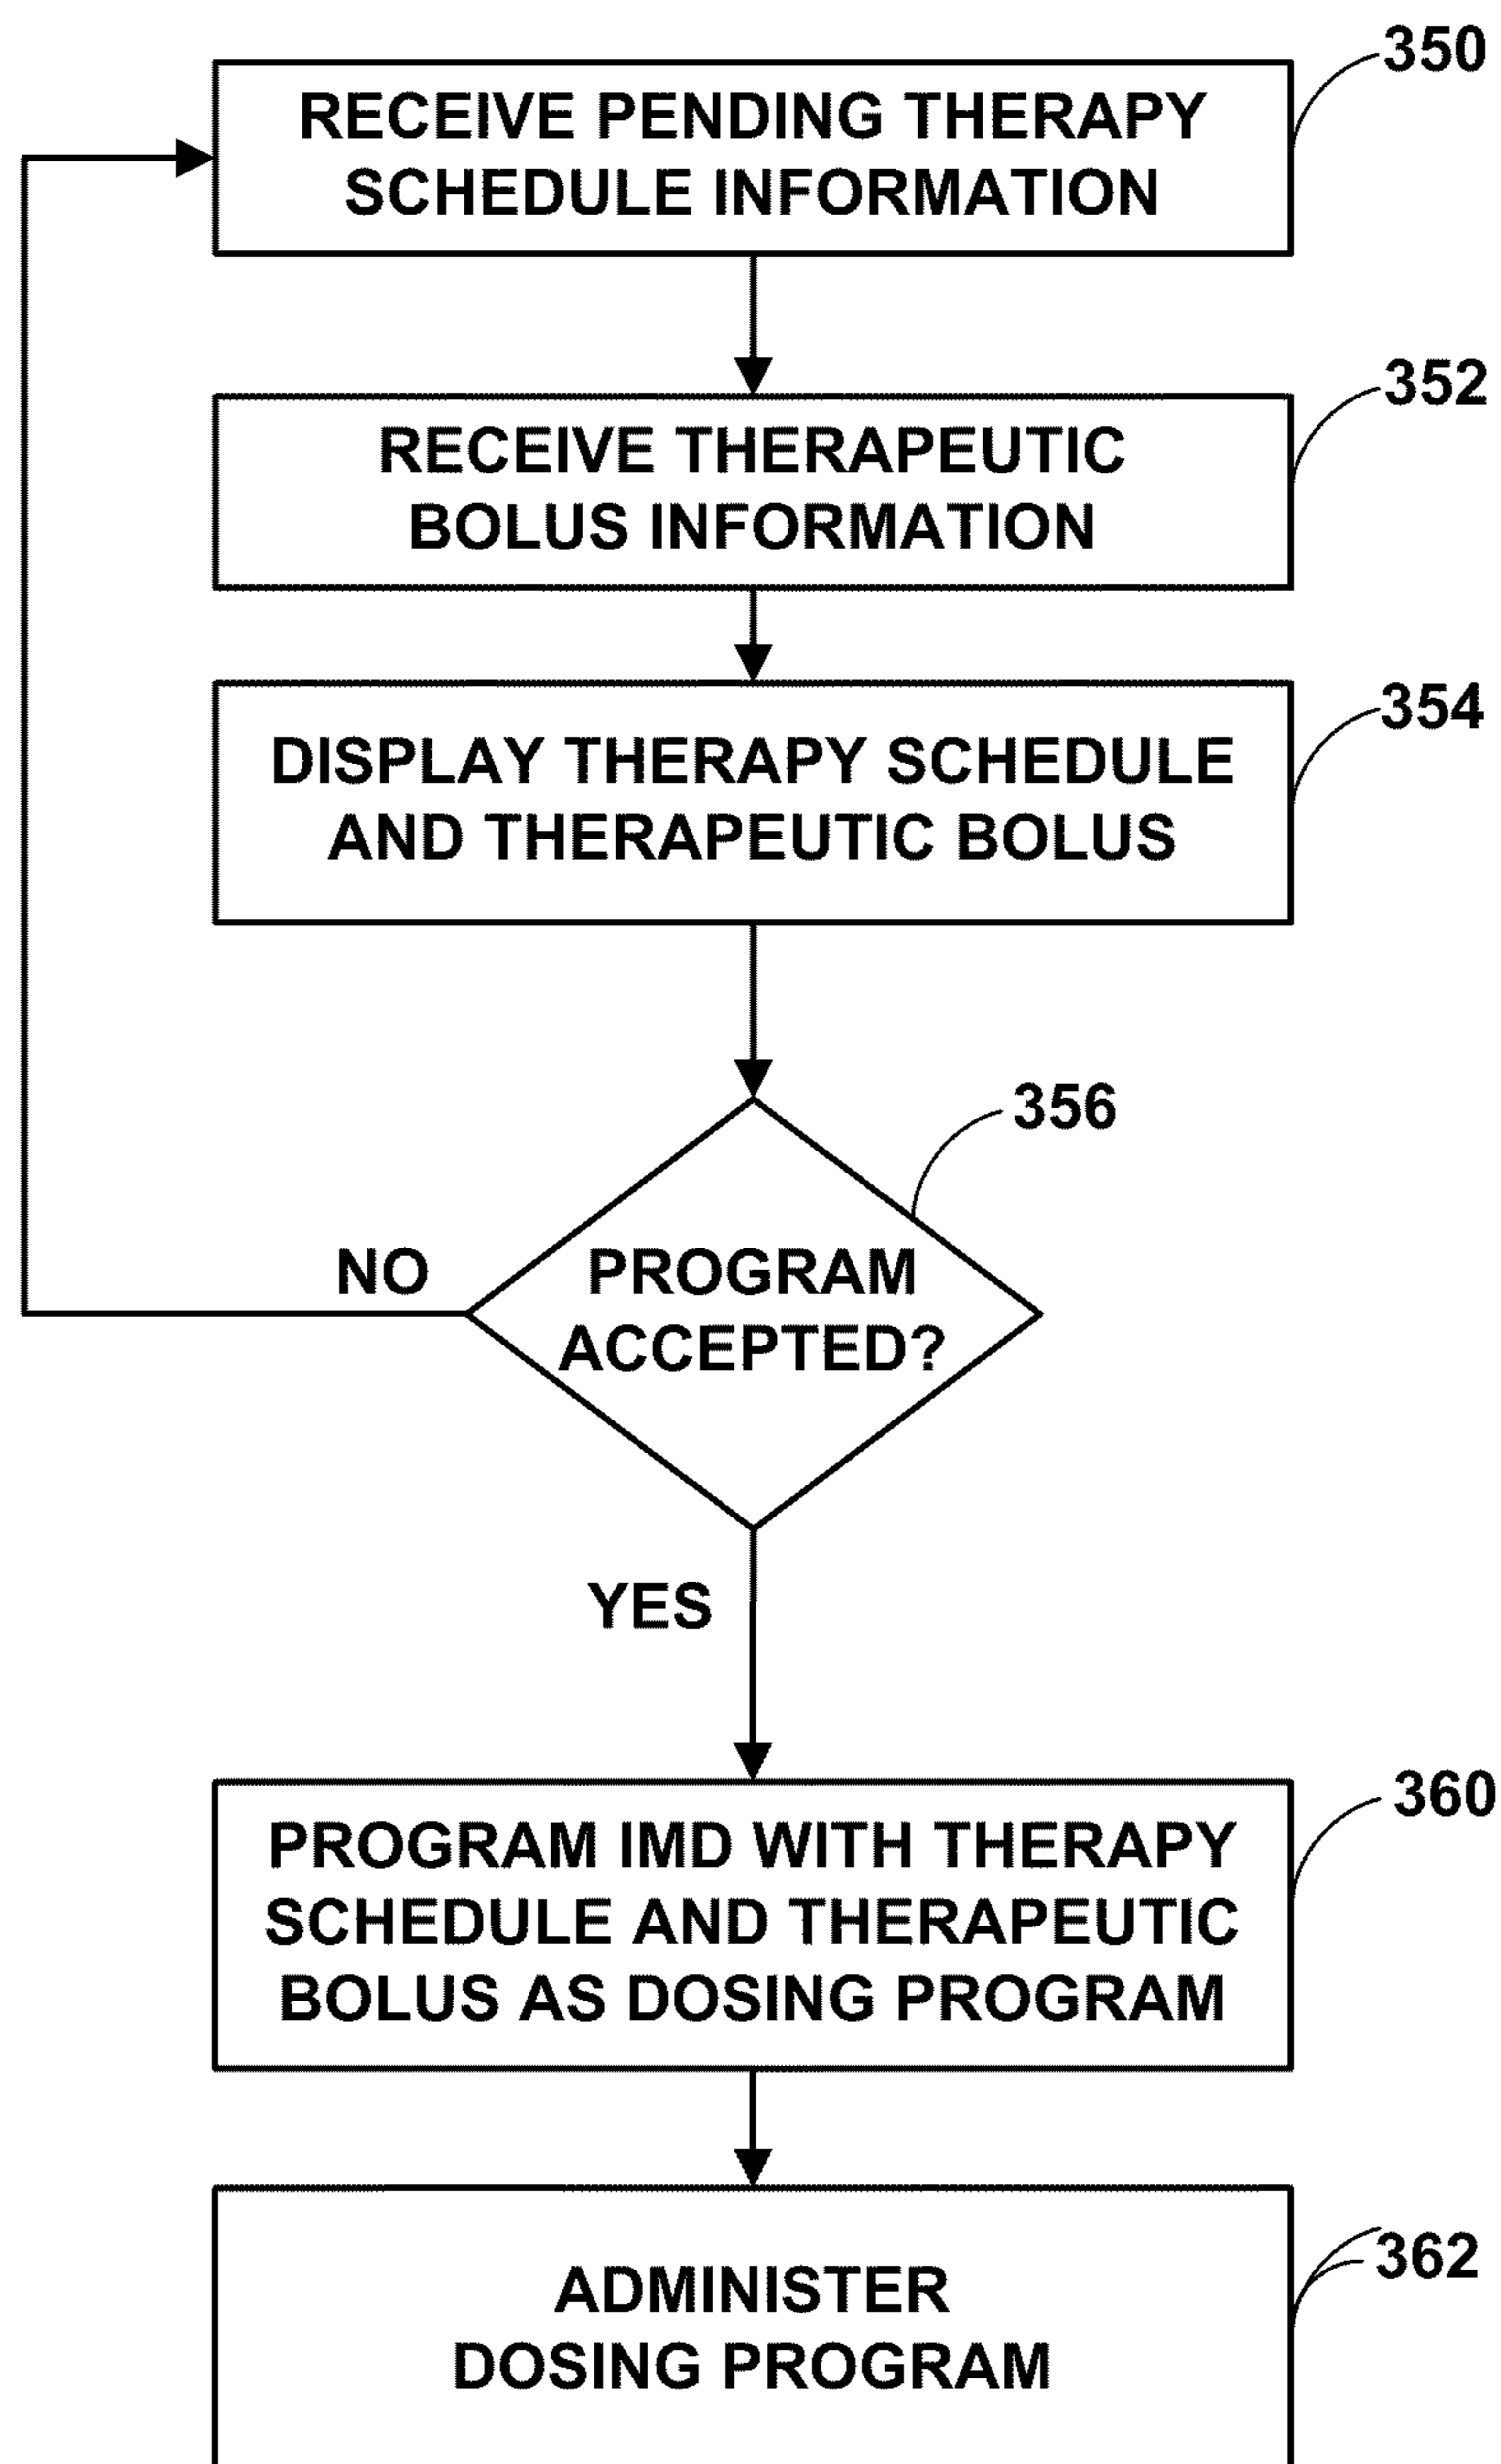 350
RECEIVE PENDING THERAPY
SCHEDULE INFORMATION
352
RECEIVE THERAPEUTIC
BOLUS INFORMATION
354
DISPLAY THERAPY SCHEDULE
AND THERAPEUTIC BOLUS
356
NO
PROGRAM
ACCEPTED?
YES
360
PROGRAM IMD WITH THERAPY
SCHEDULE AND THERAPEUTIC
BOLUS AS DOSING PROGRAM
362
ADMINISTER
DOSING PROGRAM